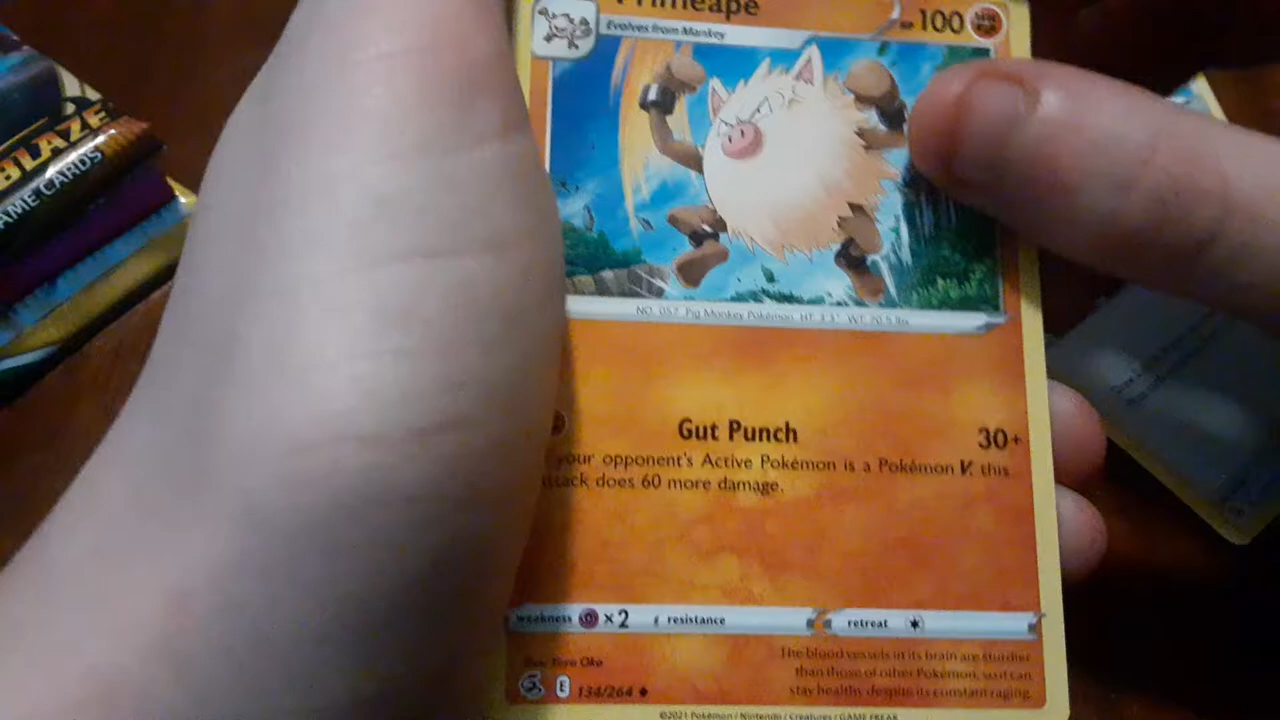 BLAZE
AME CARDS
Primeape
Evolves from Mankey
HP 100
NO. 057 Pig Monkey Pokémon HT: 3'3" WT: 70.5 lbs
Gut Punch 30+
your opponent's Active Pokémon is a Pokémon V, this
attack does 60 more damage.
weakness ×2 resistance retreat
The blood vessels in its brain are sturdier
than those of other Pokémon, so it can
stay healthy despite its constant raging.
E 134/264
©2021 Pokémon / Nintendo / Creatures / GAME FREAK